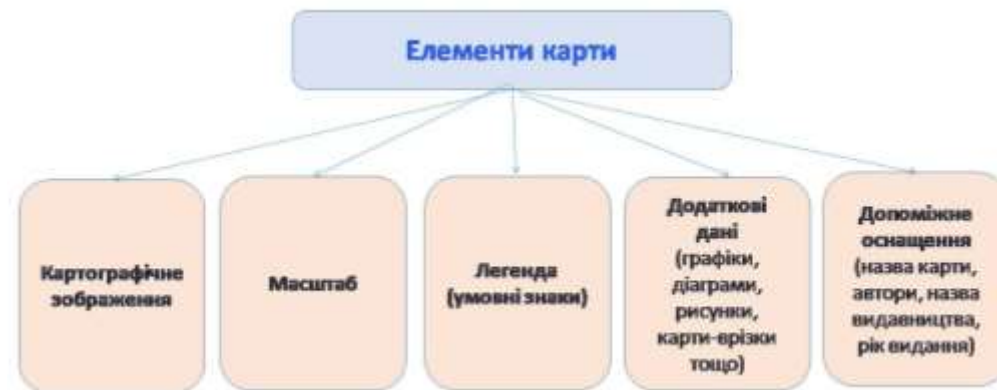 Елементи карти
Картографічне
зображення
Масштаб
Легенда
(умовні знаки)
Додаткові
дані
(графіки,
діаграми,
рисунки,
карти-врізки
тощо)
Допоміжне
оснащення
(назва карти,
автори, назва
видавництва,
рік видання)